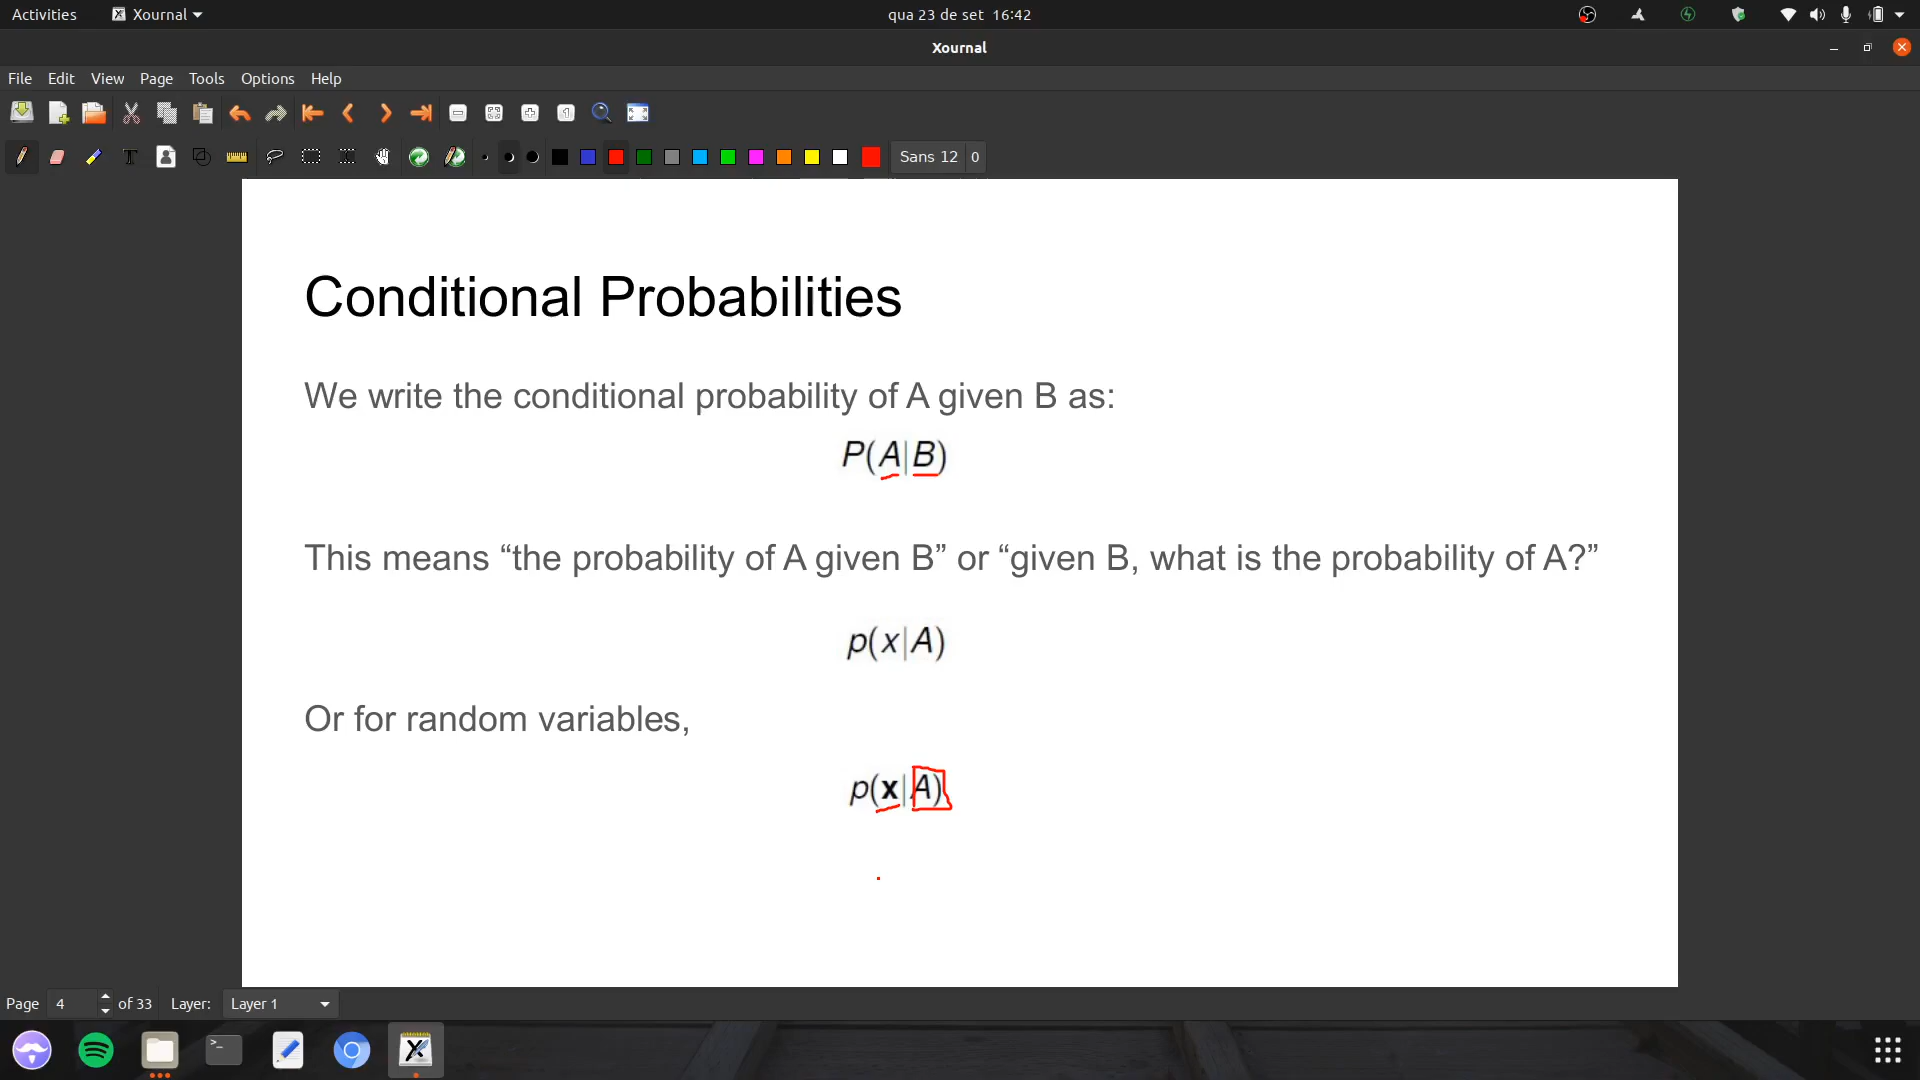 Activities Xournal qua 23 de set 16:42
Xournal
File Edit View Page Tools Options Help
Sans 12 0
Conditional Probabilities
We write the conditional probability of A given B as:
P(A|B)
This means “the probability of A given B” or “given B, what is the probability of A?”
p(x|A)
Or for random variables,
p(x|A)
Page 4 of 33 Layer: Layer 1